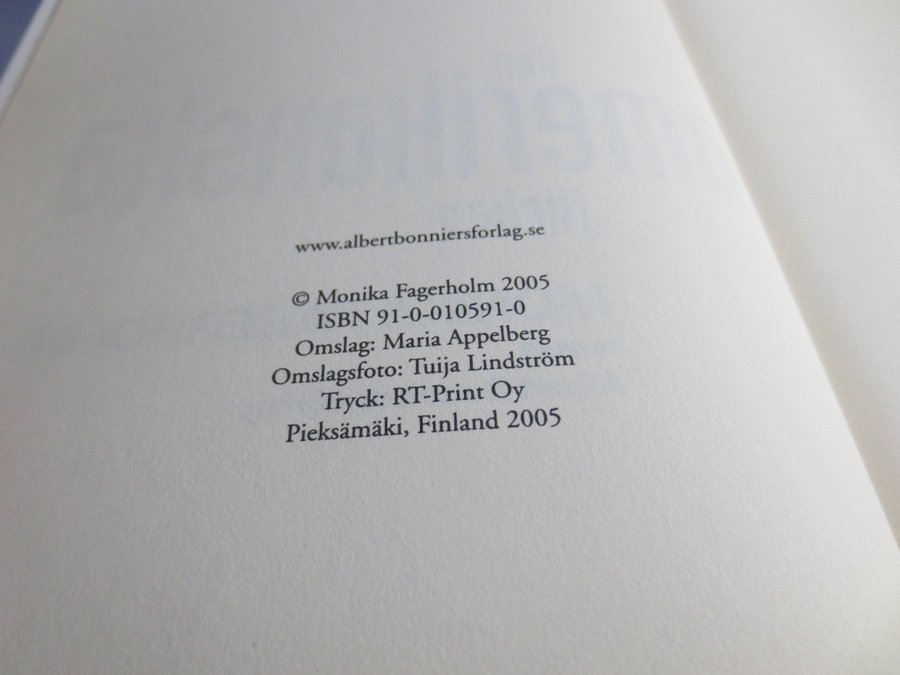 www.albertbonniersforlag.se
© Monika Fagerholm 2005
ISBN 91-0-010591-0
Omslag: Maria Appelberg
Omslagsfoto: Tuija Lindström
Tryck: RT-Print Oy
Pieksämäki, Finland 2005